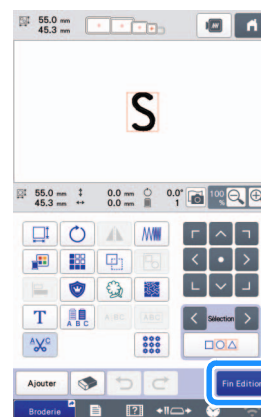 55.0 mm
45.3 mm
S
55.0 mm 0.0 mm 0.0°
45.3 mm 0.0 mm 1
100 %
T
A B C
Sélection
Ajouter
Fin Edition
Broderie